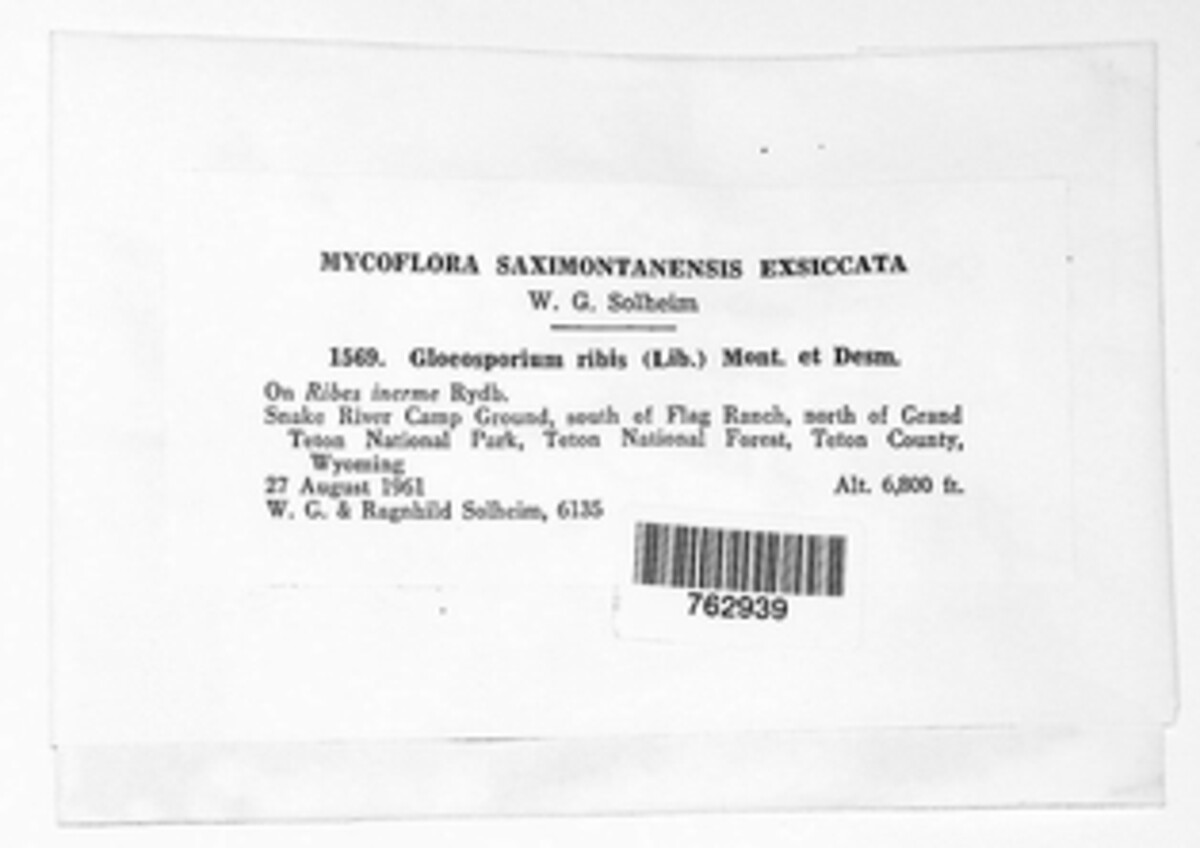 MYCOFLORA SAXIMONTANENSIS EXSICCATA
W. G. Solheim
1569. Gloeosporium ribis (Lib.) Mont. et Desm.
On Ribes inerme Rydb.
Snake River Camp Ground, south of Flag Ranch, north of Grand
Teton National Park, Teton National Forest, Teton County,
Wyoming
27 August 1961 Alt. 6,800 ft.
W. G. & Ragnhild Solheim, 6135
762939